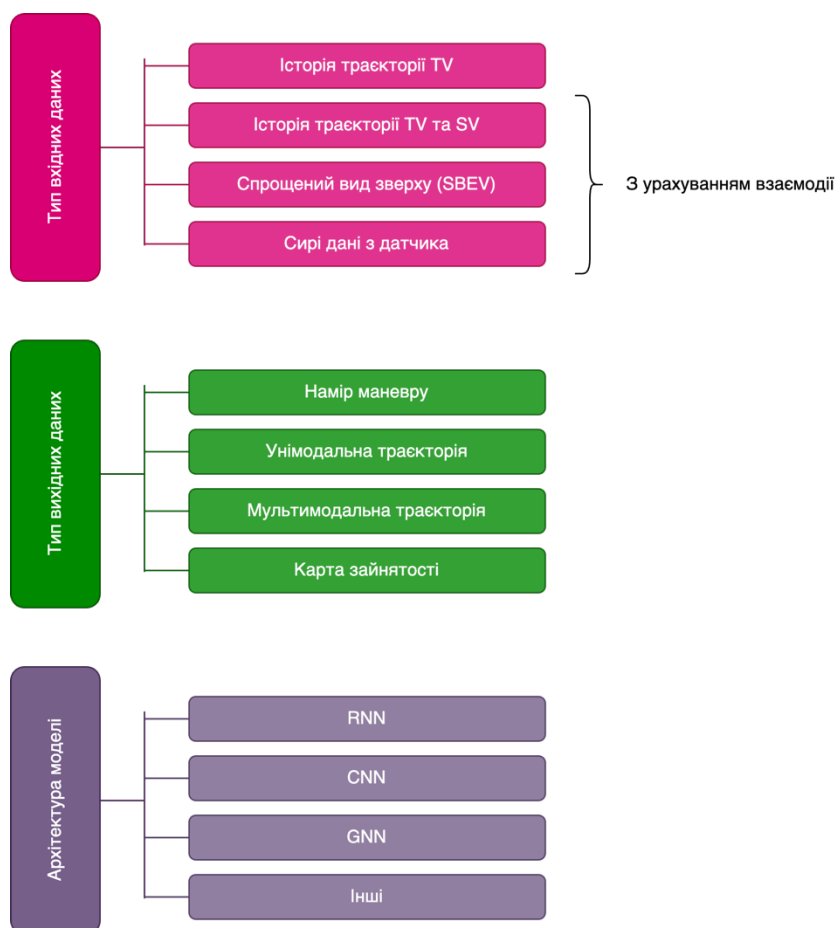 Тип вхідних даних
Історія траєкторії TV
Історія траєкторії TV та SV
Спрощений вид зверху (SBEV)
Сирі дані з датчика
З урахуванням взаємодії
Тип вихідних даних
Намір маневру
Унімодальна траєкторія
Мультимодальна траєкторія
Карта зайнятості
Архітектура моделі
RNN
CNN
GNN
Інші